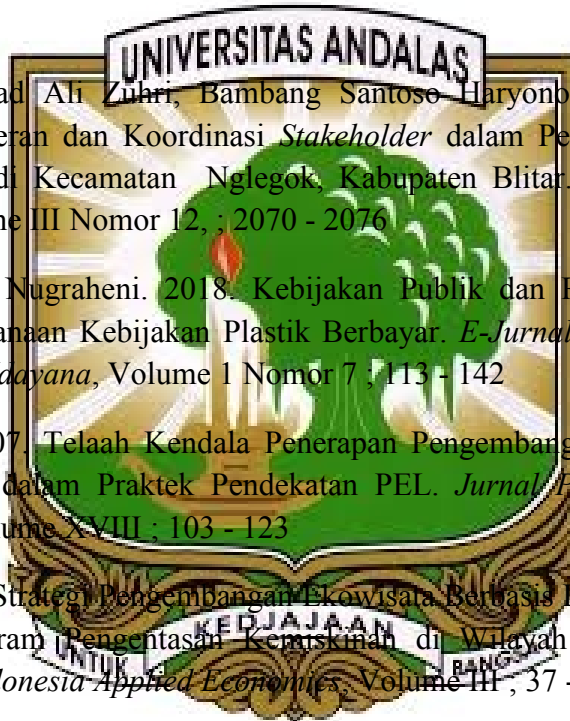 UNIVERSITAS ANDALAS
ad Ali Zuhri, Bambang Santoso Haryono
eran dan Koordinasi Stakeholder dalam Pe
di Kecamatan Nglegok, Kabupaten Blitar.
ne III Nomor 12, ; 2070 - 2076
Nugraheni. 2018. Kebijakan Publik dan
anaan Kebijakan Plastik Berbayar. E-Jurnal
dayana, Volume 1 Nomor 7 ; 113 - 142
07. Telaah Kendala Penerapan Pengembang
dalam Praktek Pendekatan PEL. Jurnal
ume XVIII ; 103 - 123
Strategi Pengembangan Ekowisata Berbasis
ram Pengentasan Kemiskinan di Wilayah
donesia Applied Economics, Volume III ; 37 -
UNTUK KEDJAJAAN BANGSA